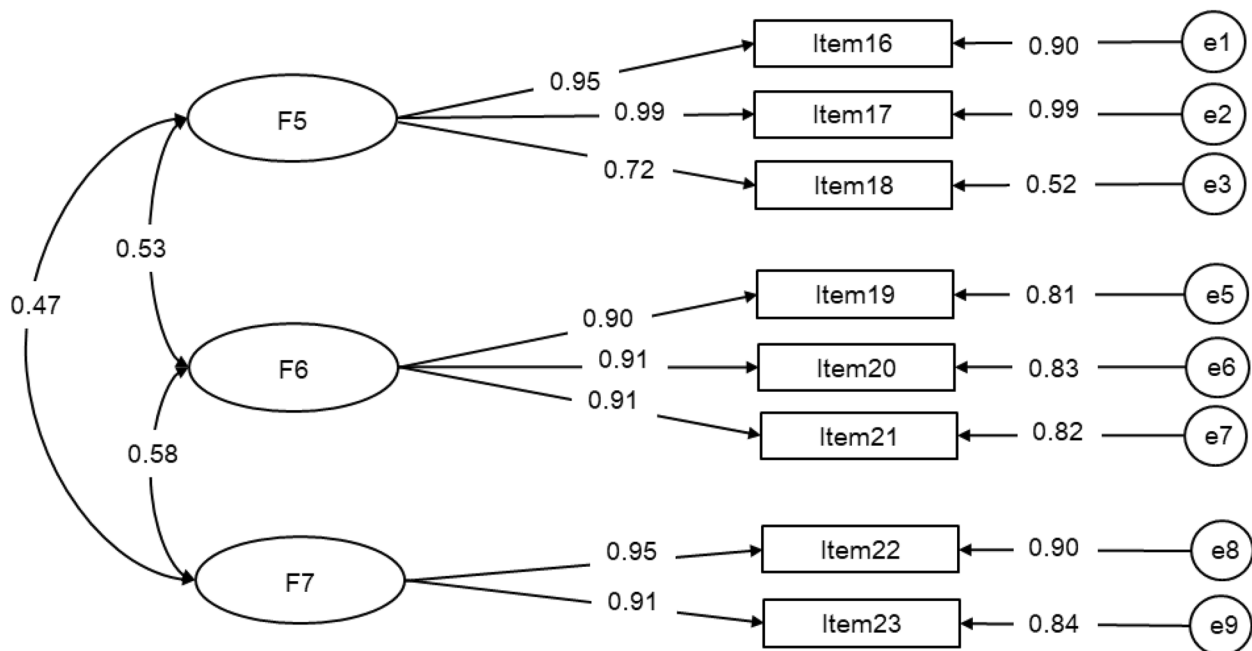 Item16
0.90
e1
0.95
F5
0.99
Item17
0.99
e2
0.72
Item18
0.52
e3
0.53
0.47
Item19
0.81
e5
0.90
F6
0.91
Item20
0.83
e6
0.91
Item21
0.82
e7
0.58
Item22
0.90
e8
0.95
F7
0.91
Item23
0.84
e9